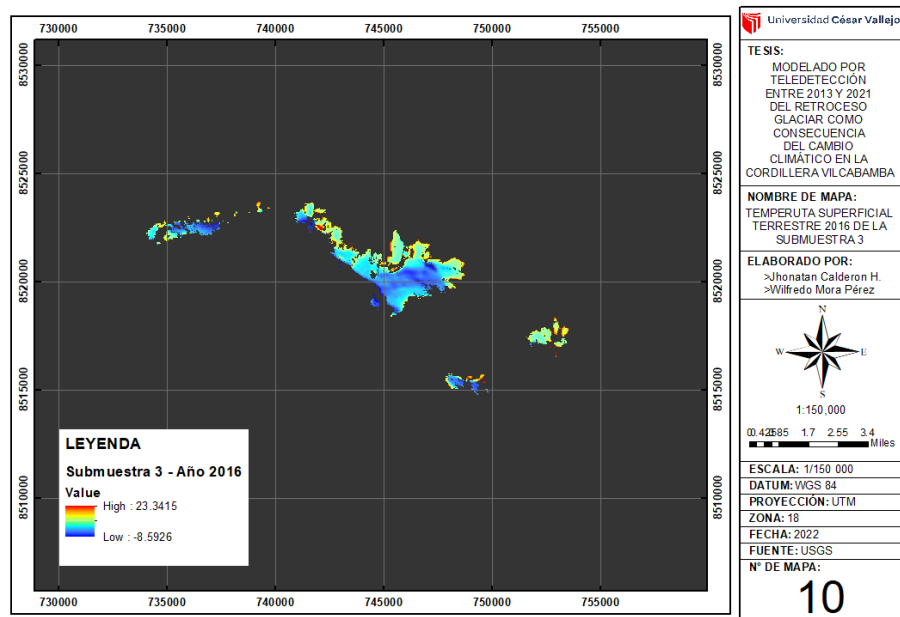 730000 735000 740000 745000 750000 755000
8530000 8530000
8525000 8525000
8520000 8520000
8515000 8515000
8510000 8510000
730000 735000 740000 745000 750000 755000
LEYENDA
Submuestra 3 - Año 2016
Value
High : 23.3415
Low : -8.5926
Universidad César Vallejo
TESIS:
MODELADO POR
TELEDETECCIÓN
ENTRE 2013 Y 2021
DEL RETROCESO
GLACIAR COMO
CONSECUENCIA
DEL CAMBIO
CLIMÁTICO EN LA
CORDILLERA VILCABAMBA
NOMBRE DE MAPA:
TEMPERUTA SUPERFICIAL
TERRESTRE 2016 DE LA
SUBMUESTRA 3
ELABORADO POR:
>Jhonatan Calderon H.
>Wilfredo Mora Pérez
N
W E
S
1:150,000
1.7 2.55 3.4
Miles
ESCALA: 1/150 000
DATUM: WGS 84
PROYECCIÓN: UTM
ZONA: 18
FECHA: 2022
FUENTE: USGS
N° DE MAPA:
10